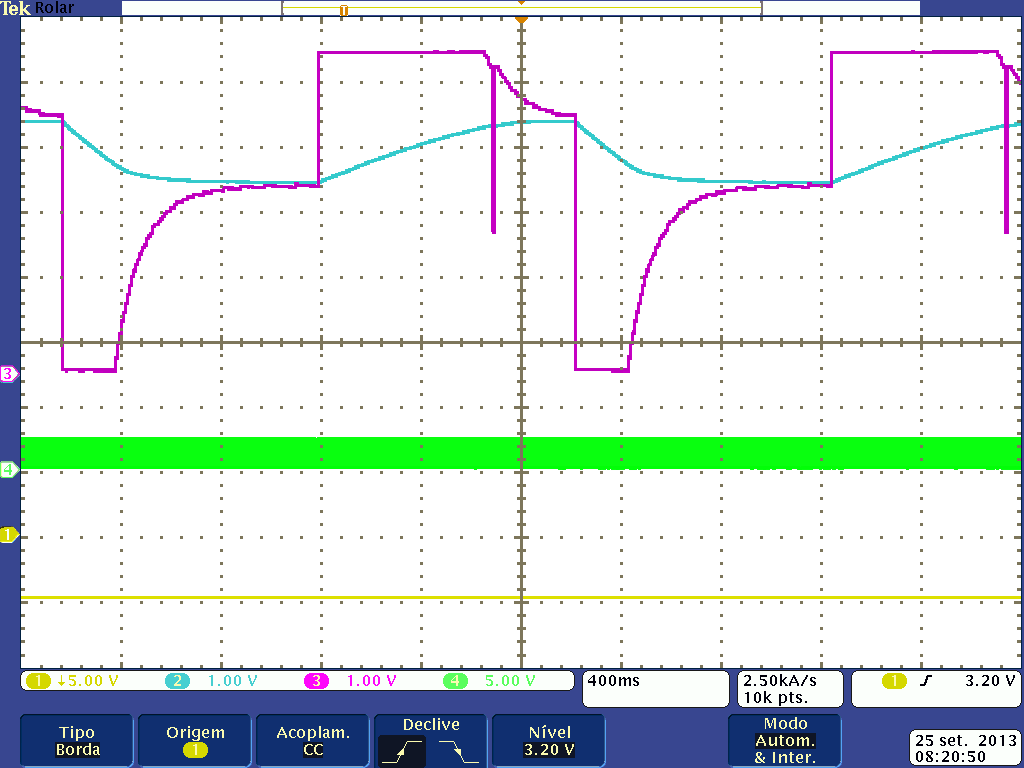 Tek Rolar
T
3
4
1
1 ↓5.00 V 2 1.00 V 3 1.00 V 4 5.00 V
400ms
2.50kA/s
10k pts.
1 3.20 V
Tipo
Borda
Origem
1
Acoplam.
CC
Declive
Nível
3.20 V
Modo
Autom.
& Inter.
25 set. 2013
08:20:50